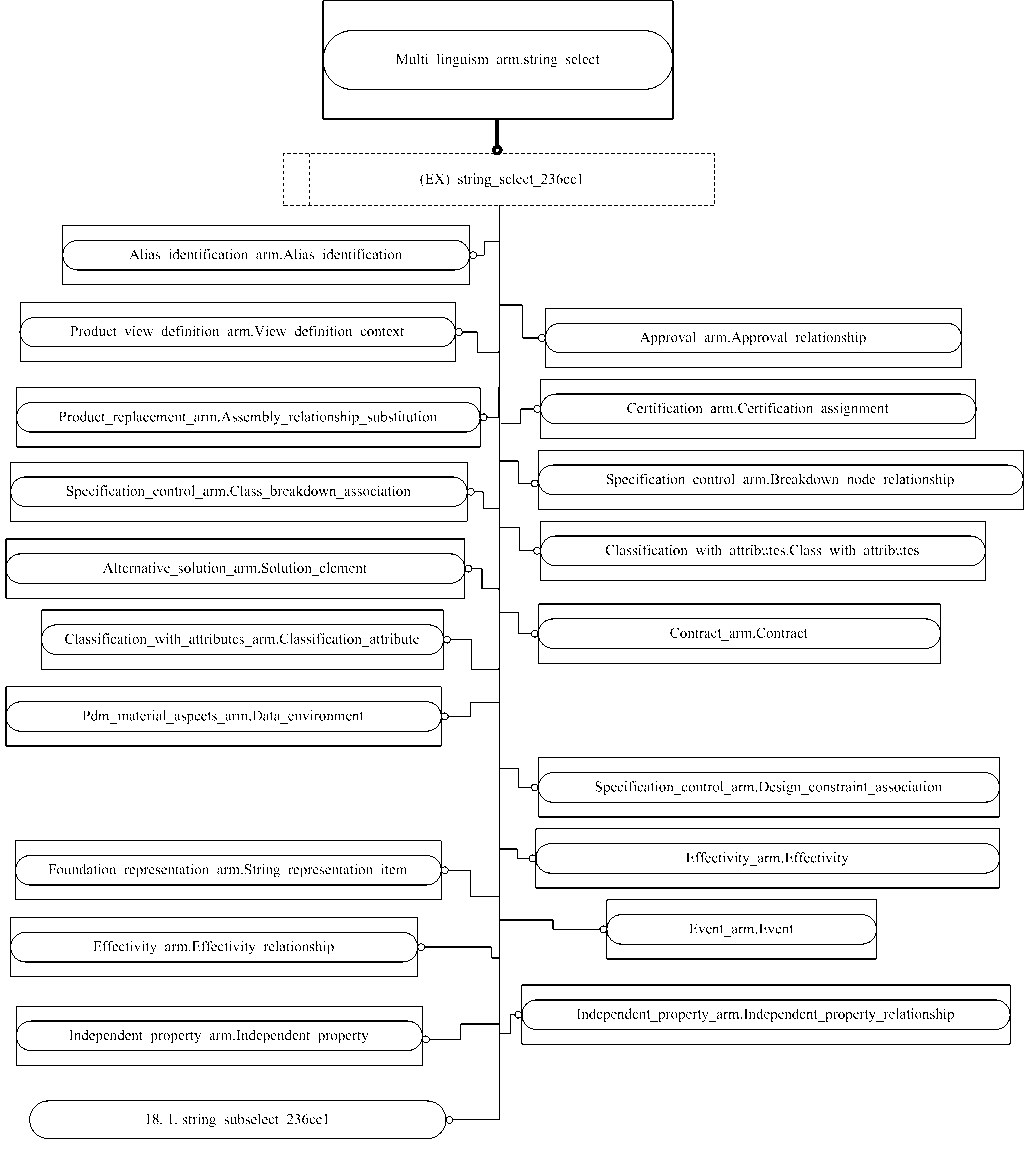 Multi_linguism_arm.string_select
(EX) string_select_236cc1
Alias_identification_arm.Alias_identification
Product_view_definition_arm.View_definition_context
Approval_arm.Approval_relationship
Product_replacement_arm.Assembly_relationship_substitution
Certification_arm.Certification_assignment
Specification_control_arm.Class_breakdown_association
Specification_control_arm.Breakdown_node_relationship
Classification_with_attributes.Class_with_attributes
Alternative_solution_arm.Solution_element
Classification_with_attributes_arm.Classification_attribute
Contract_arm.Contract
Pdm_material_aspects_arm.Data_environment
Specification_control_arm.Design_constraint_association
Effectivity_arm.Effectivity
Foundation_representation_arm.String_representation_item
Event_arm.Event
Effectivity_arm.Effectivity_relationship
Independent_property_arm.Independent_property_relationship
Independent_property_arm.Independent_property
18, 1, string_subselect_236cc1